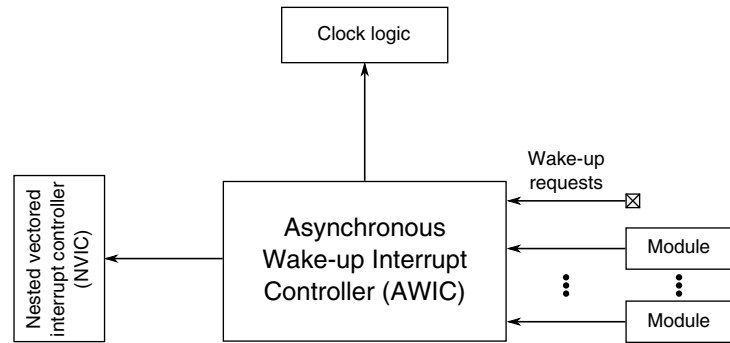 Clock logic
Wake-up
requests
Nested vectored
interrupt controller
(NVIC)
Asynchronous
Wake-up Interrupt
Controller (AWIC)
Module
Module